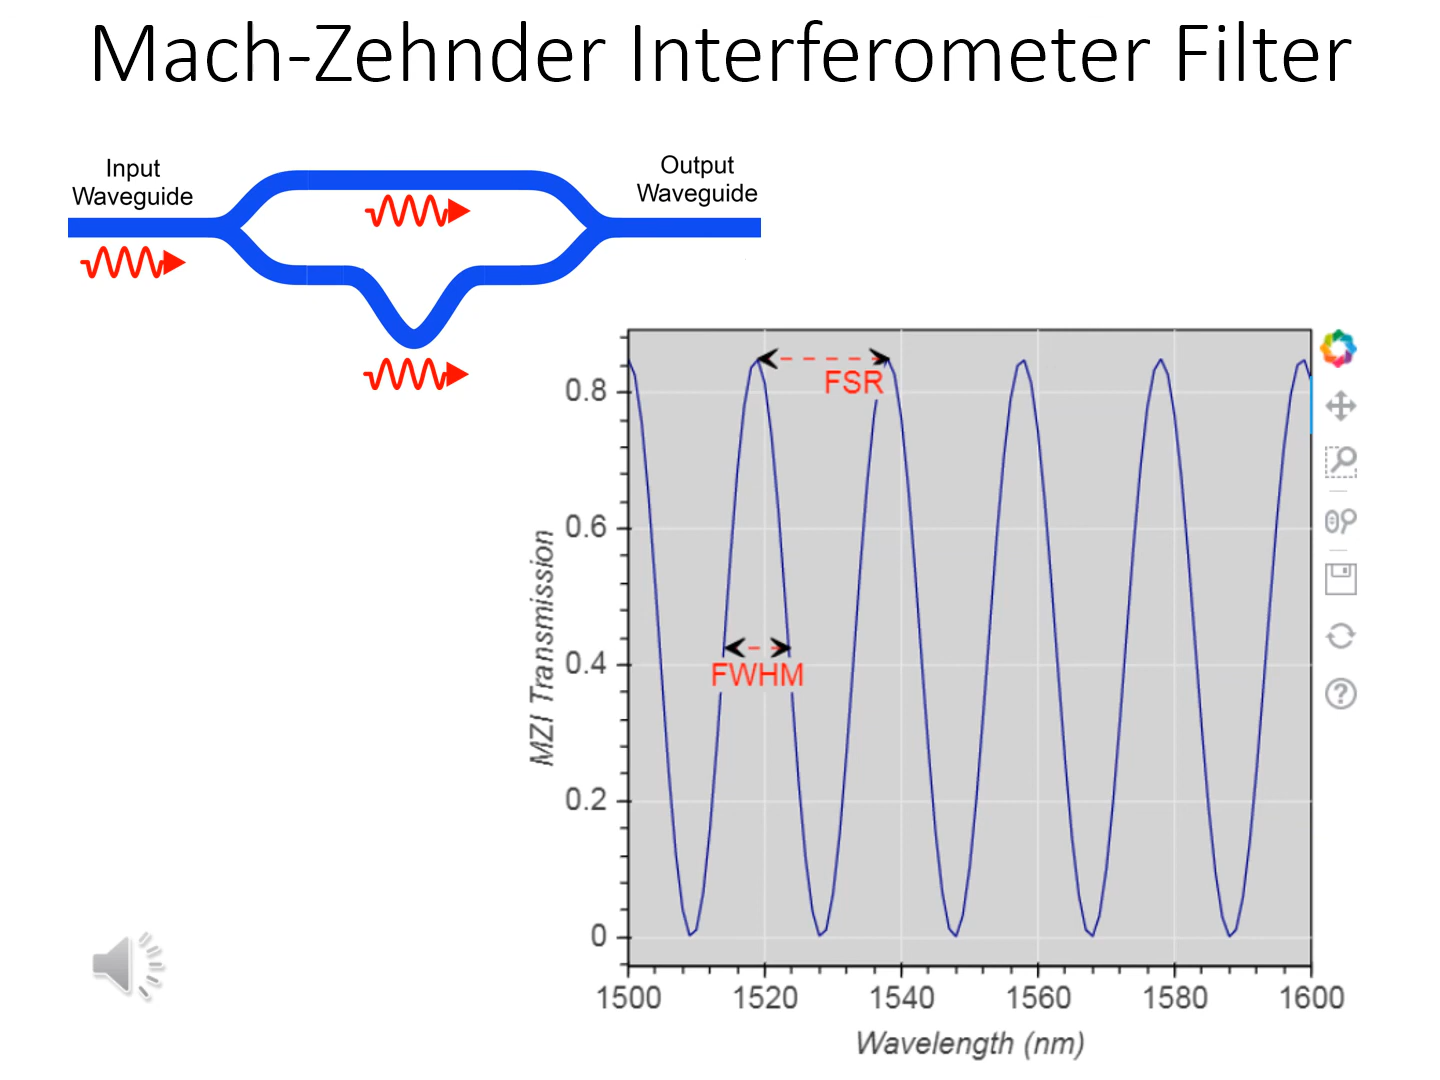 Mach-Zehnder Interferometer Filter
Input
Waveguide
Output
Waveguide
FSR
FWHM
MZI Transmission
0.8
0.6
0.4
0.2
0
1500 1520 1540 1560 1580 1600
Wavelength (nm)
?